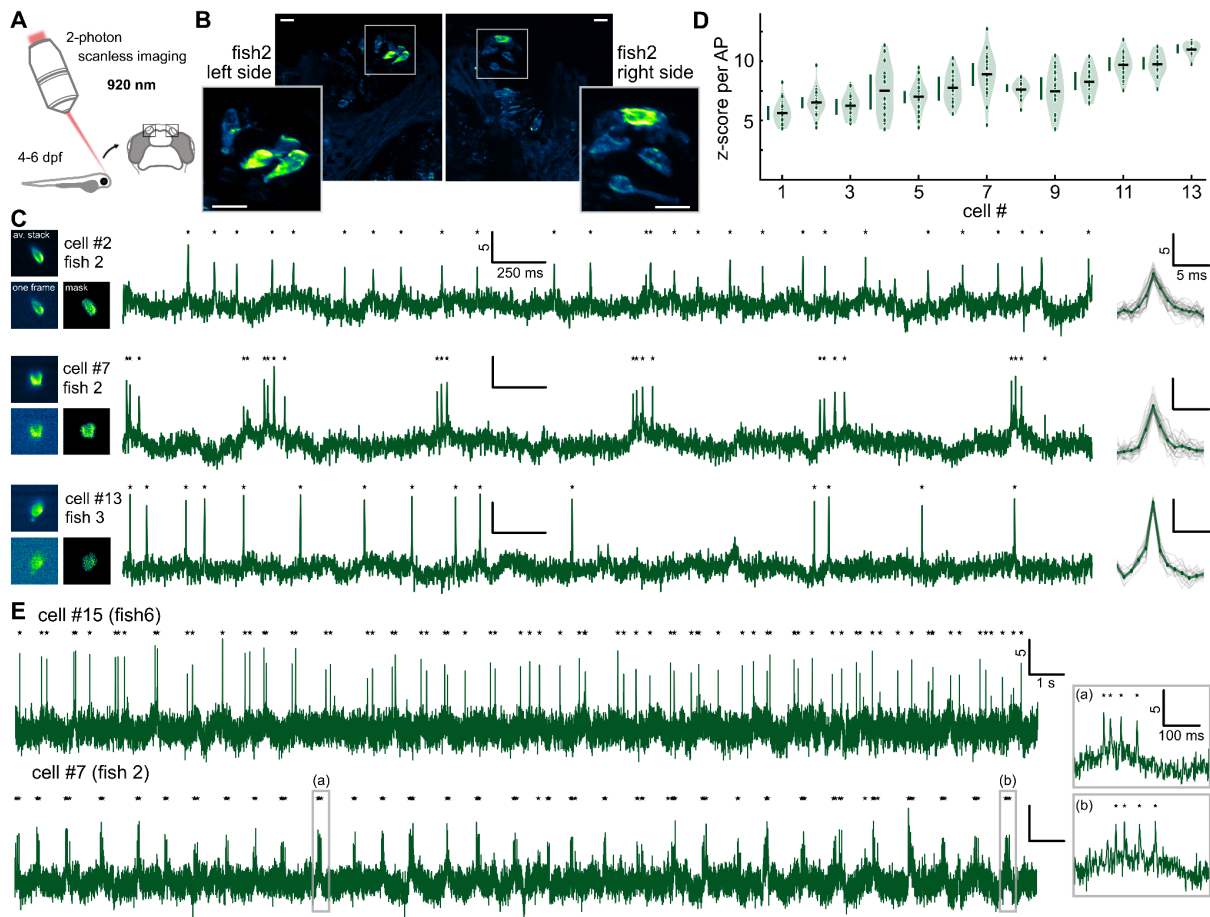 A
2-photon
scanless imaging
920 nm
4-6 dpf
B
fish2
left side
fish2
right side
D
z-score per AP
10
5
1
3
5
7
9
11
13
cell #
C
av. stack
cell #2
fish 2
one frame
mask
5
250 ms
5
5 ms
cell #7
fish 2
cell #13
fish 3
E
cell #15 (fish6)
5
1 s
cell #7 (fish 2)
(a)
(b)
(a)
5
100 ms
(b)